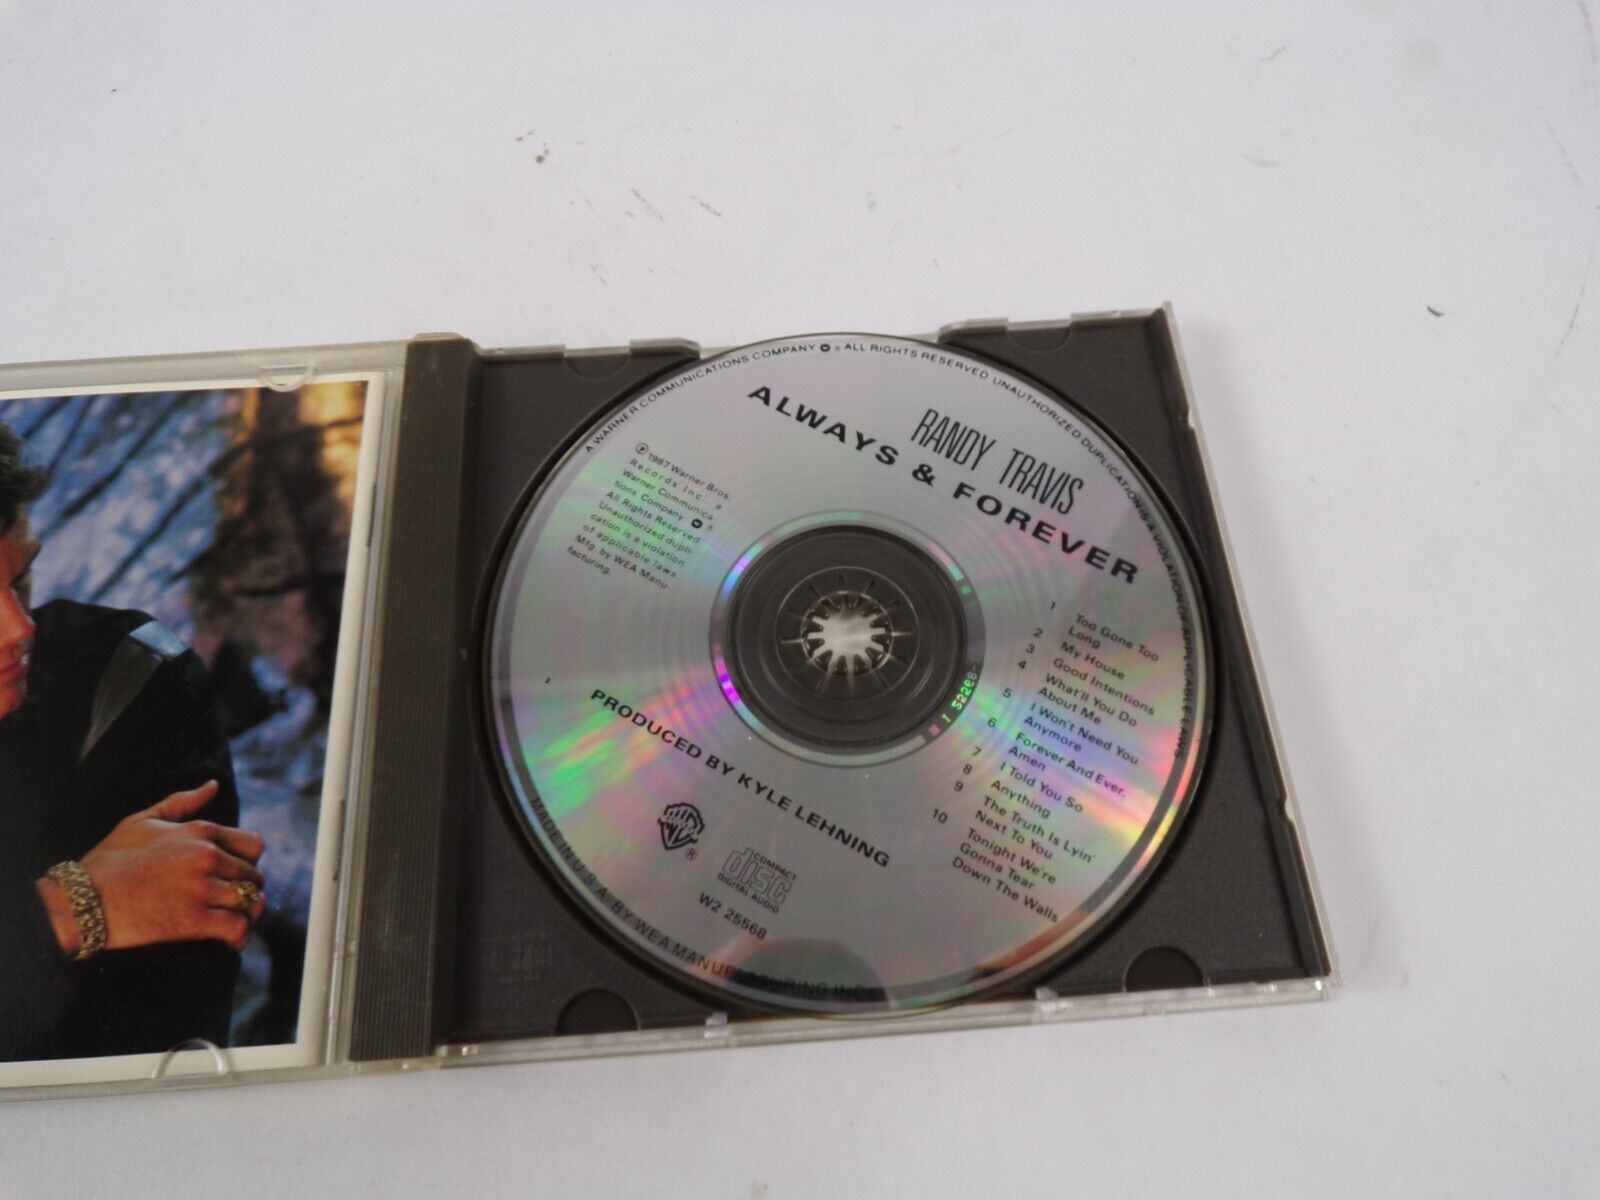 A WARNER COMMUNICATIONS COMPANY ® ALL RIGHTS RESERVED UNAUTHORIZED DUPLICATION IS A VIOLATION OF APPLICABLE LAWS
RANDY TRAVIS
ALWAYS & FOREVER
℗ 1987 Warner Bros.
Records Inc., a
Warner Communica-
tions Company ®
All Rights Reserved.
Unauthorized dupli-
cation is a violation
of applicable laws.
Mfg. by WEA Manu-
facturing.
1 Too Gone Too
Long
2 My House
3 Good Intentions
4 What'll You Do
About Me
5 I Won't Need You
Anymore
6 Forever And Ever,
Amen
7 I Told You So
8 Anything
9 The Truth Is Lyin'
Next To You
10 Tonight We're
Gonna Tear
Down The Walls
PRODUCED BY KYLE LEHNING
®
COMPACT
disc
DIGITAL AUDIO
W2 25568
MADE IN U.S.A. BY WEA MANUFACTURING INC.